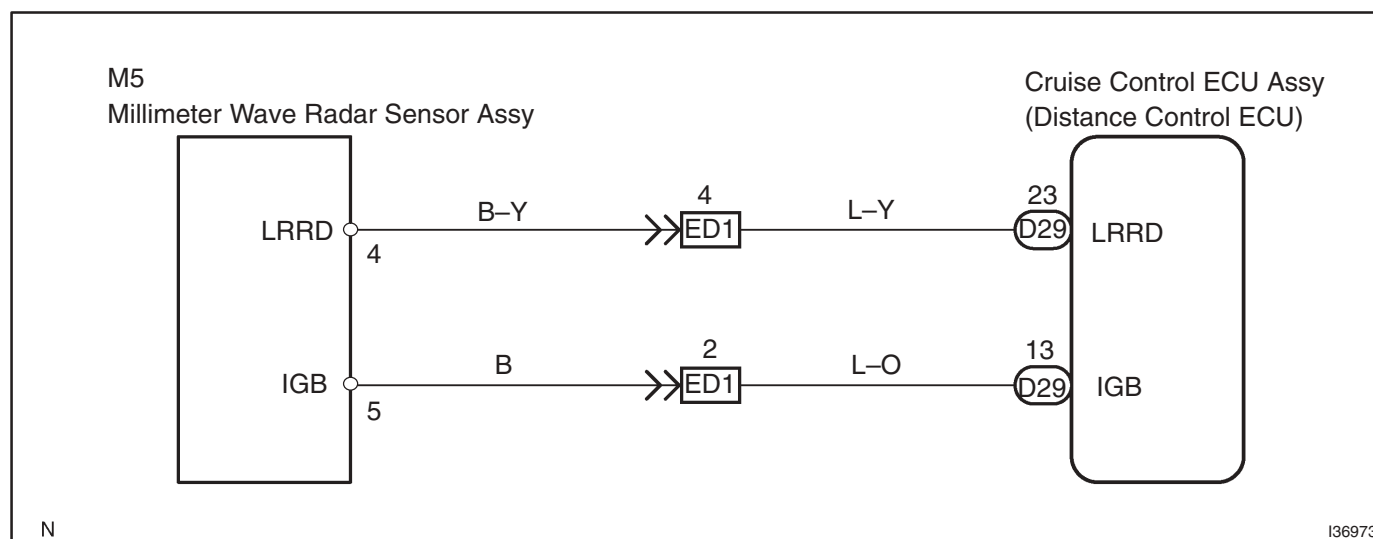 M5
Millimeter Wave Radar Sensor Assy
Cruise Control ECU Assy
(Distance Control ECU)
LRRD
4
B–Y
4
ED1
L–Y
23
D29
LRRD
IGB
5
B
2
ED1
L–O
13
D29
IGB
N
I36973